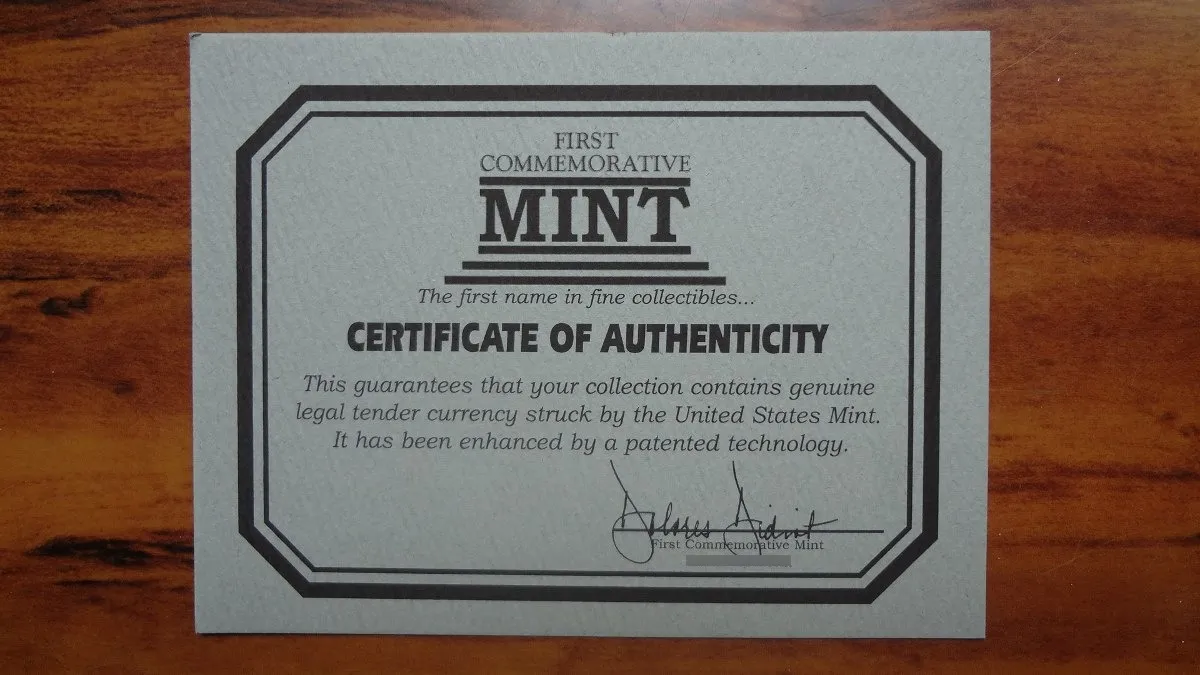 FIRST
COMMEMORATIVE
MINT
The first name in fine collectibles...
CERTIFICATE OF AUTHENTICITY
This guarantees that your collection contains genuine
legal tender currency struck by the United States Mint.
It has been enhanced by a patented technology.
Dolores
First Commemorative Mint